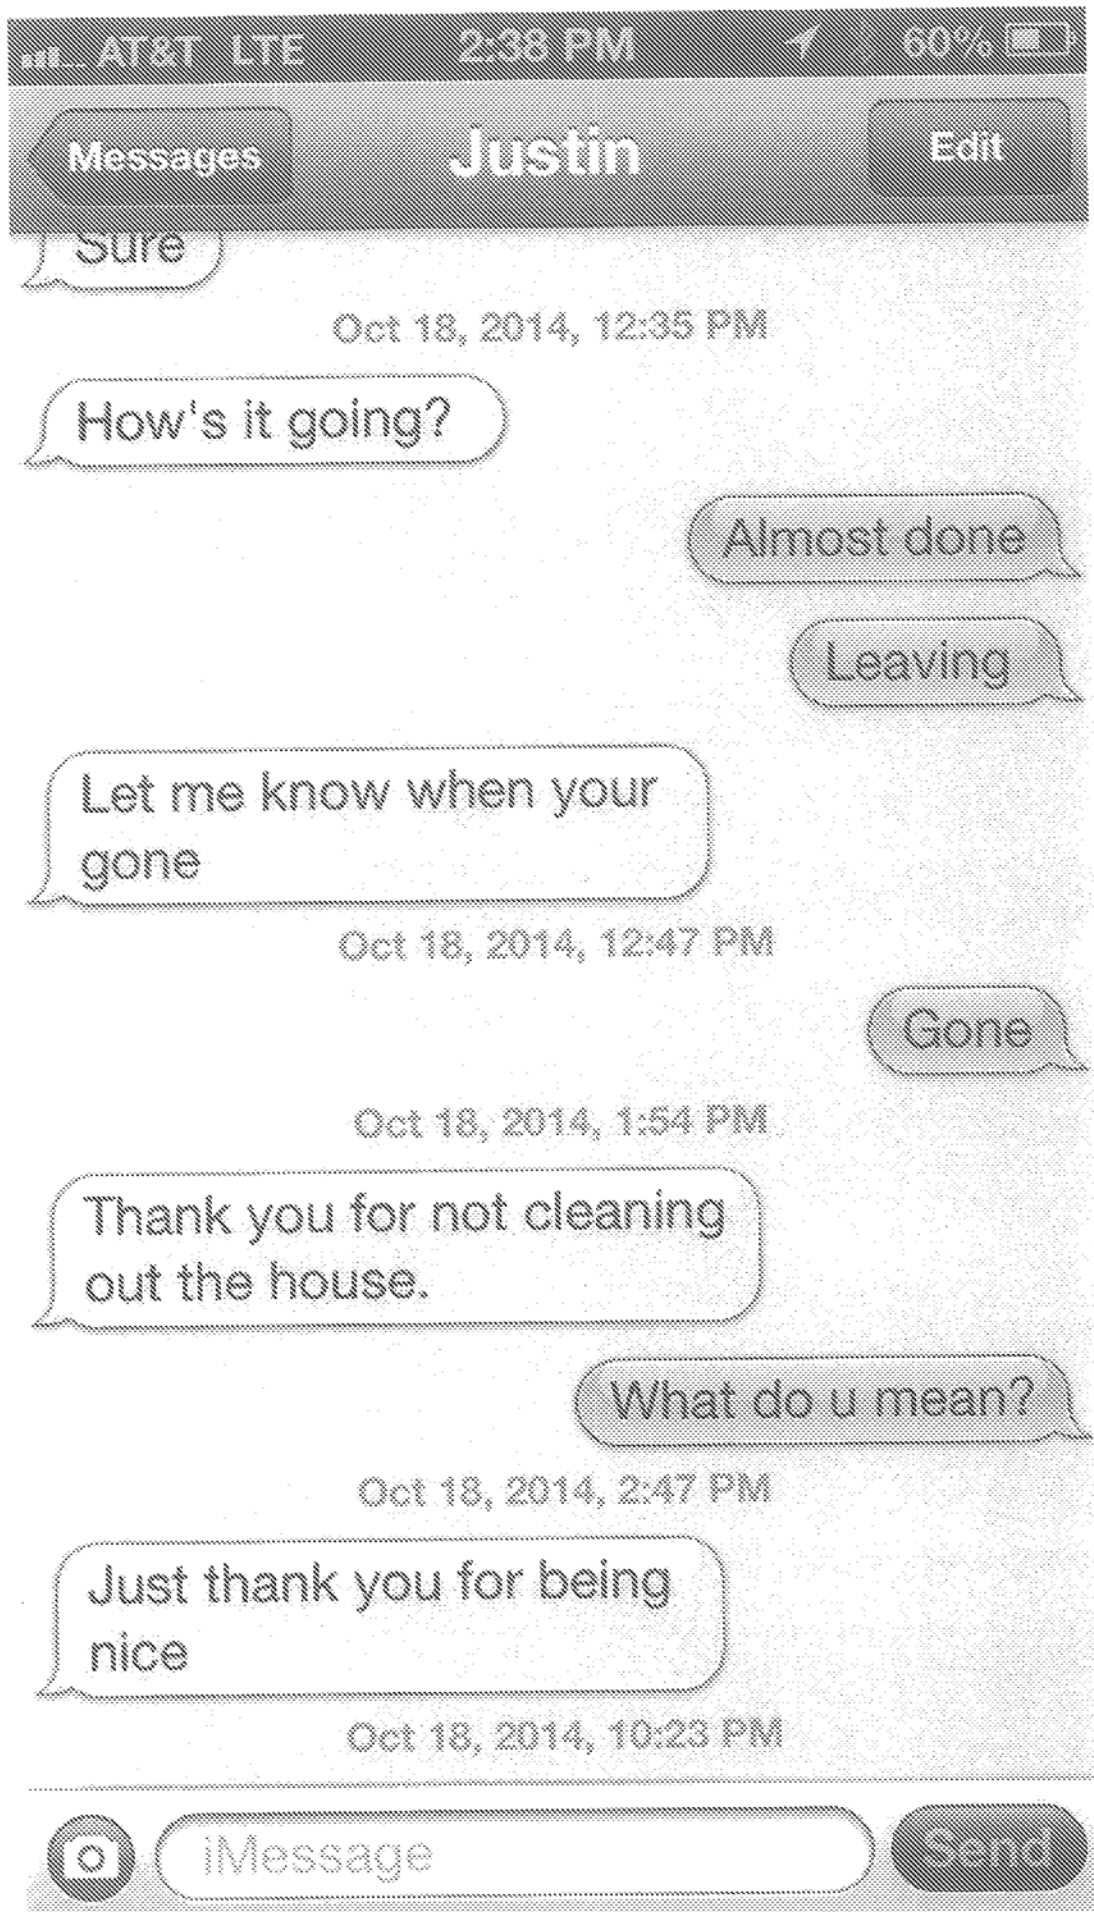 AT&T LTE 2:38 PM 60%
Messages Justin Edit
Sure
Oct 18, 2014, 12:35 PM
How's it going?
Almost done
Leaving
Let me know when your
gone
Oct 18, 2014, 12:47 PM
Gone
Oct 18, 2014, 1:54 PM
Thank you for not cleaning
out the house.
What do u mean?
Oct 18, 2014, 2:47 PM
Just thank you for being
nice
Oct 18, 2014, 10:23 PM
iMessage Send